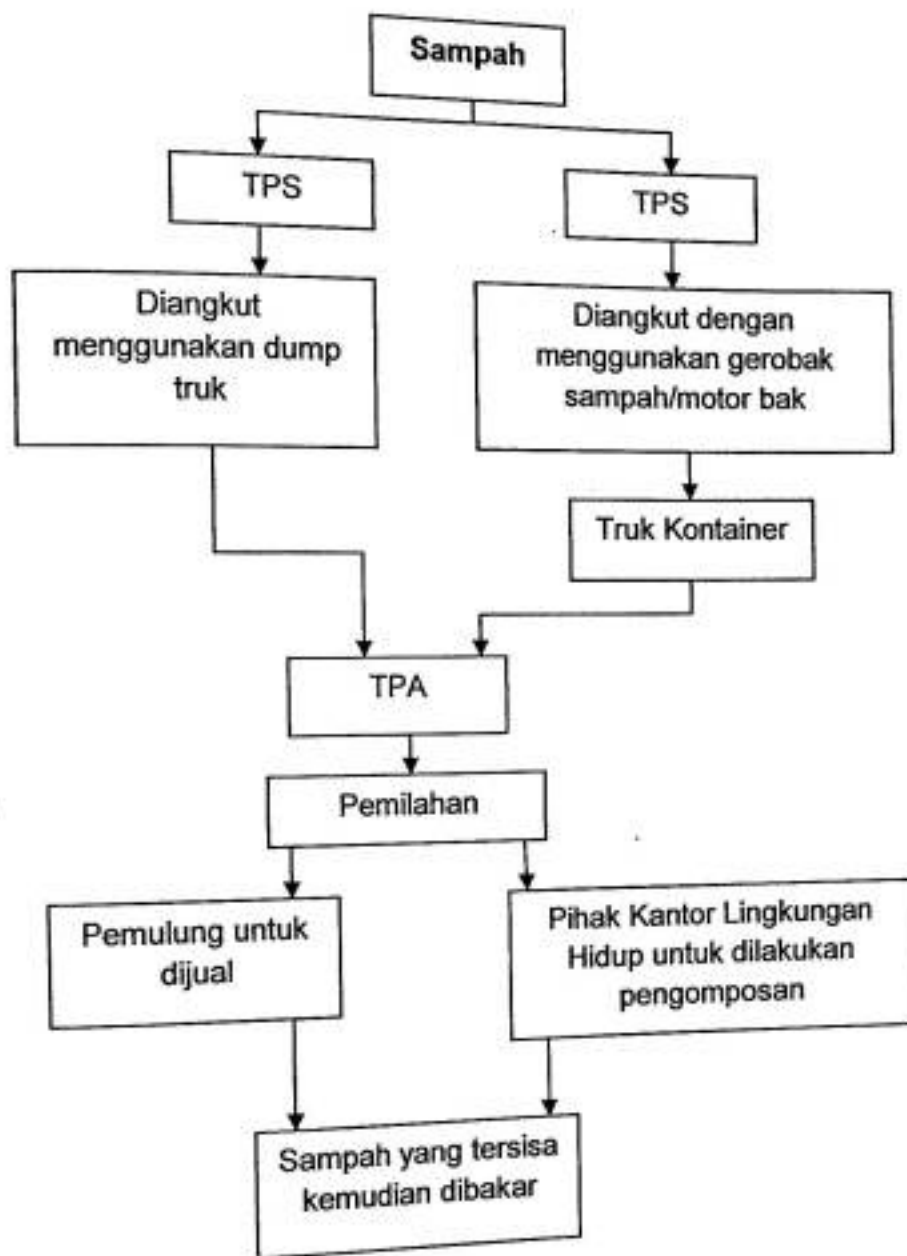 Sampah
TPS
TPS
Diangkut
menggunakan dump
truk
Diangkut dengan
menggunakan gerobak
sampah/motor bak
Truk Kontainer
TPA
Pemilahan
Pemulung untuk
dijual
Pihak Kantor Lingkungan
Hidup untuk dilakukan
pengomposan
Sampah yang tersisa
kemudian dibakar